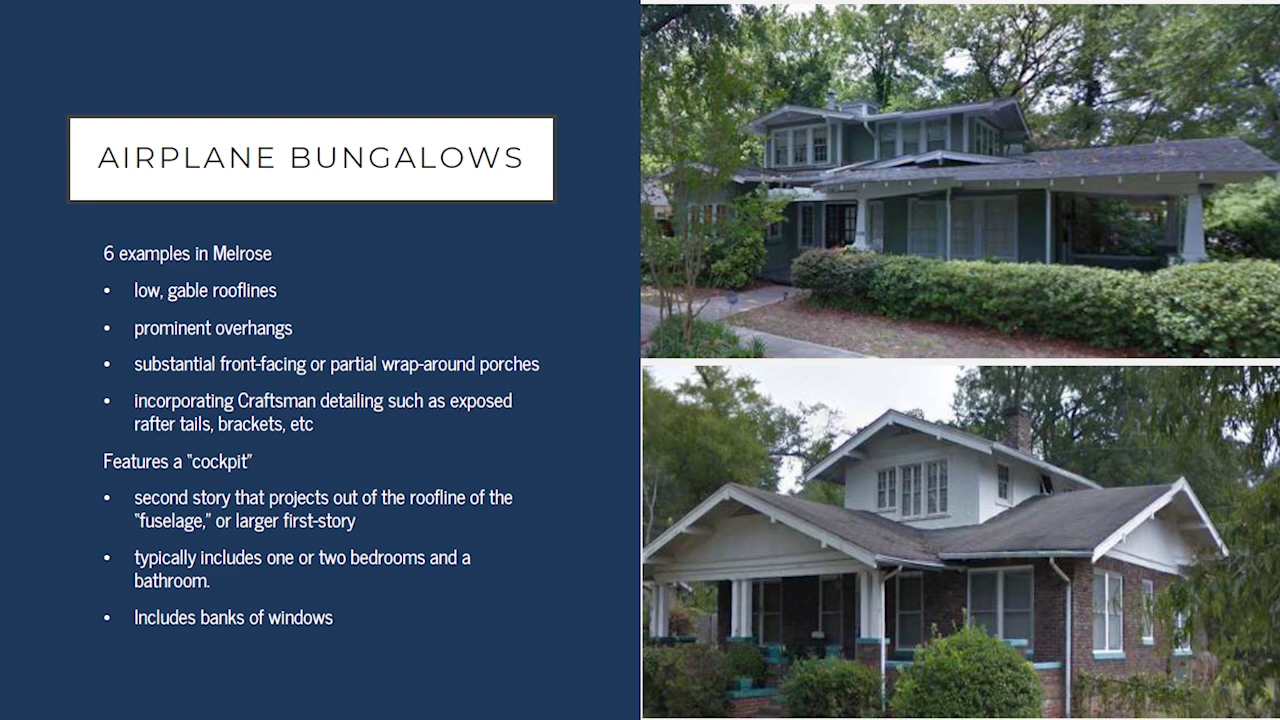 AIRPLANE BUNGALOWS
6 examples in Melrose
• low, gable rooflines
• prominent overhangs
• substantial front-facing or partial wrap-around porches
• incorporating Craftsman detailing such as exposed
rafter tails, brackets, etc
Features a "cockpit"
• second story that projects out of the roofline of the
"fuselage," or larger first-story
• typically includes one or two bedrooms and a
bathroom.
• Includes banks of windows